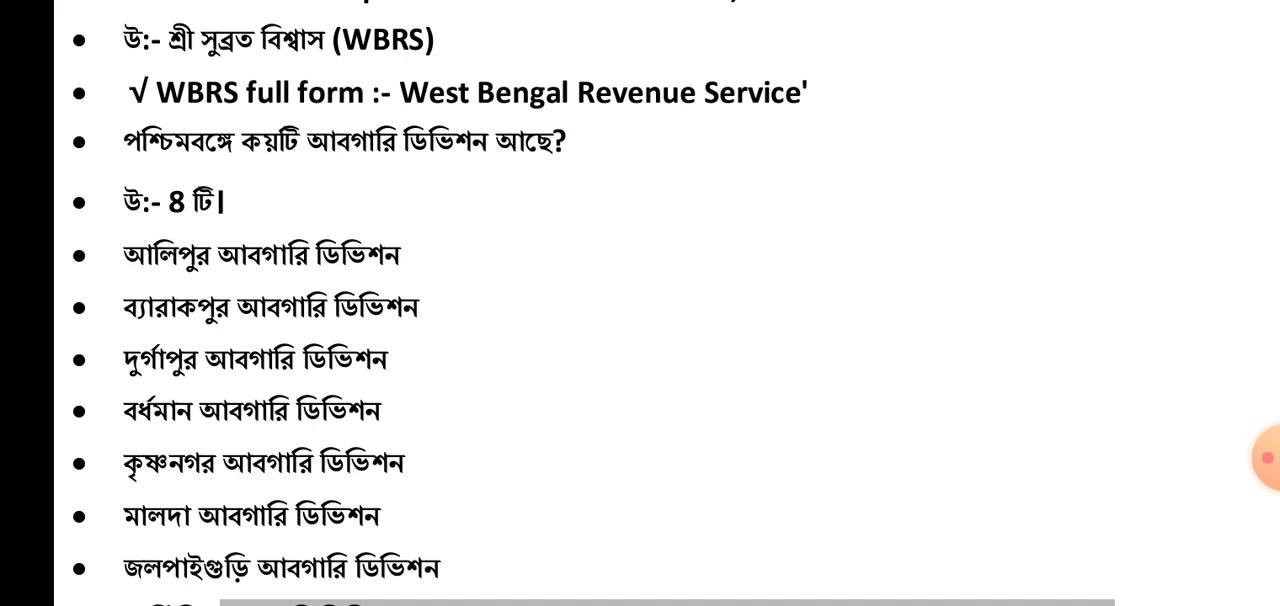 উ:- শ্রী সুব্রত বিশ্বাস (WBRS)
√ WBRS full form :- West Bengal Revenue Service'
পশ্চিমবঙ্গে কয়টি আবগারি ডিভিশন আছে?
উ:- 8 টি।
আলিপুর আবগারি ডিভিশন
ব্যারাকপুর আবগারি ডিভিশন
দুর্গাপুর আবগারি ডিভিশন
বর্ধমান আবগারি ডিভিশন
কৃষ্ণনগর আবগারি ডিভিশন
মালদা আবগারি ডিভিশন
জলপাইগুড়ি আবগারি ডিভিশন